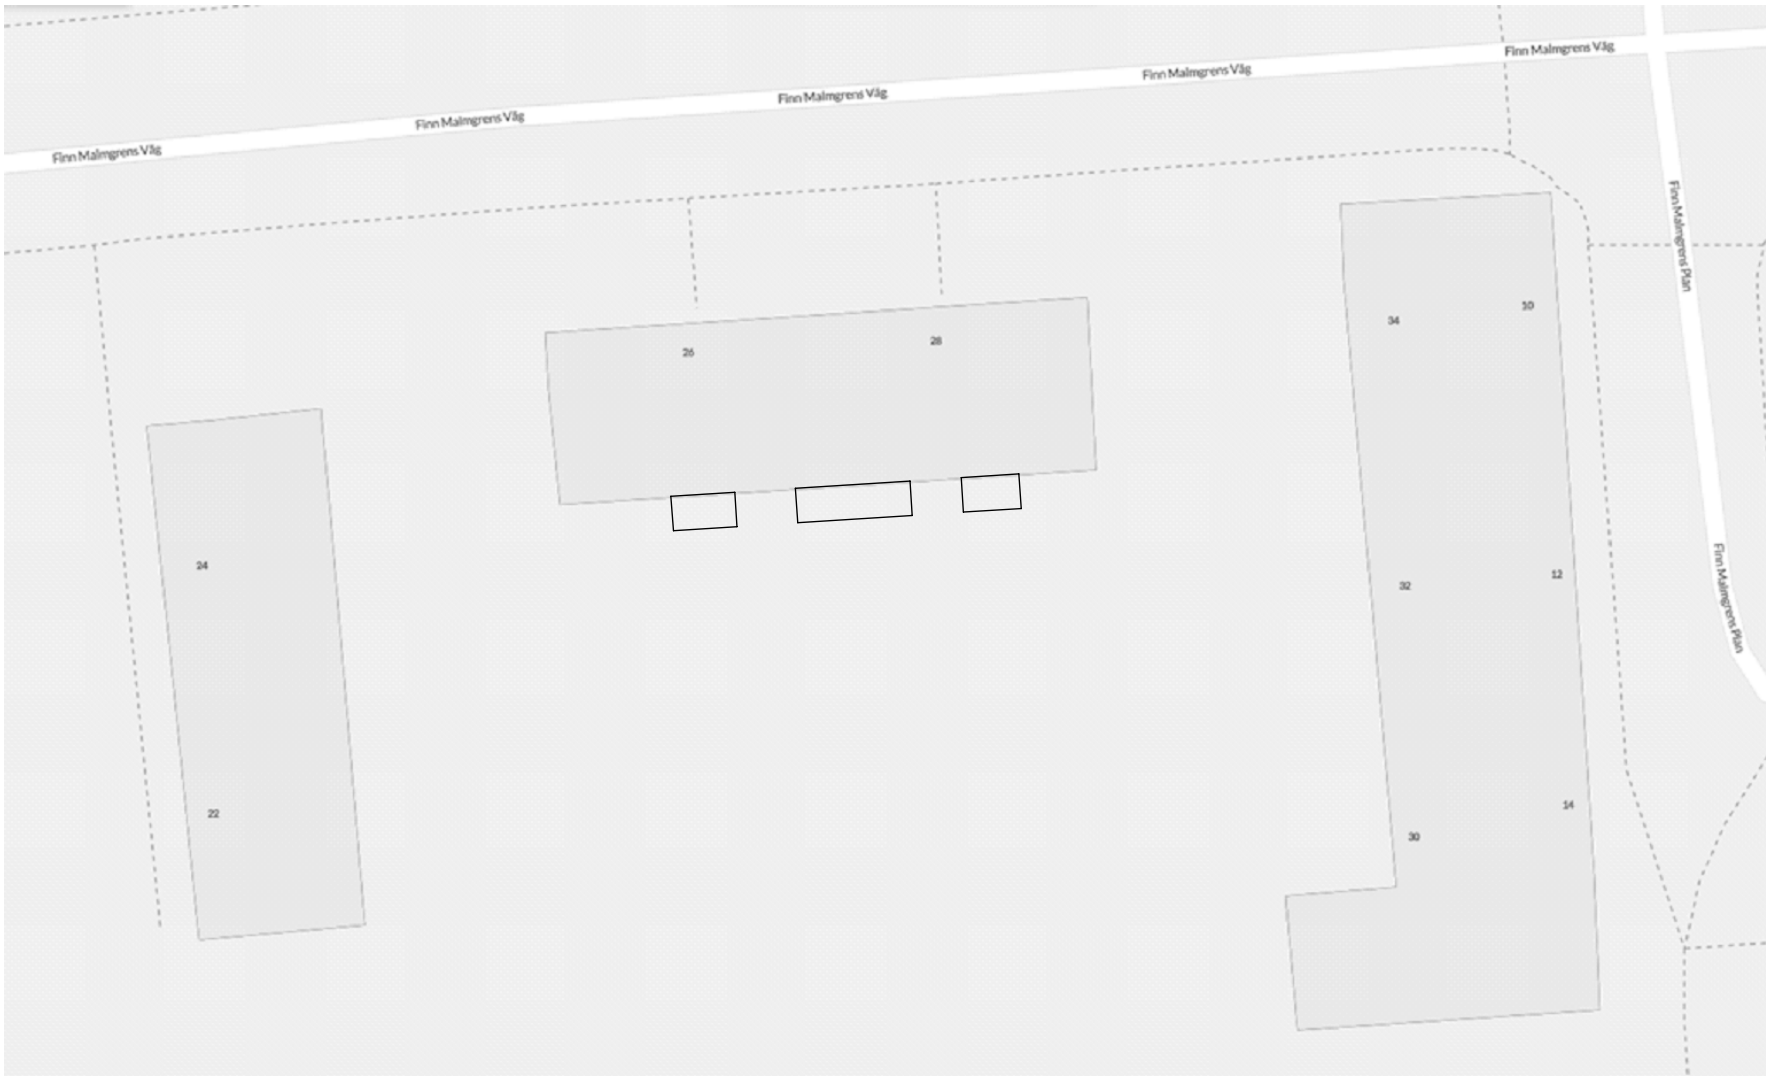 Finn Malmgrens Väg
Finn Malmgrens Väg
Finn Malmgrens Väg
Finn Malmgrens Väg
Finn Malmgrens Väg
Finn Malmgrens Plan
10
34
28
26
24
12
32
Finn Malmgrens Plan
14
22
30